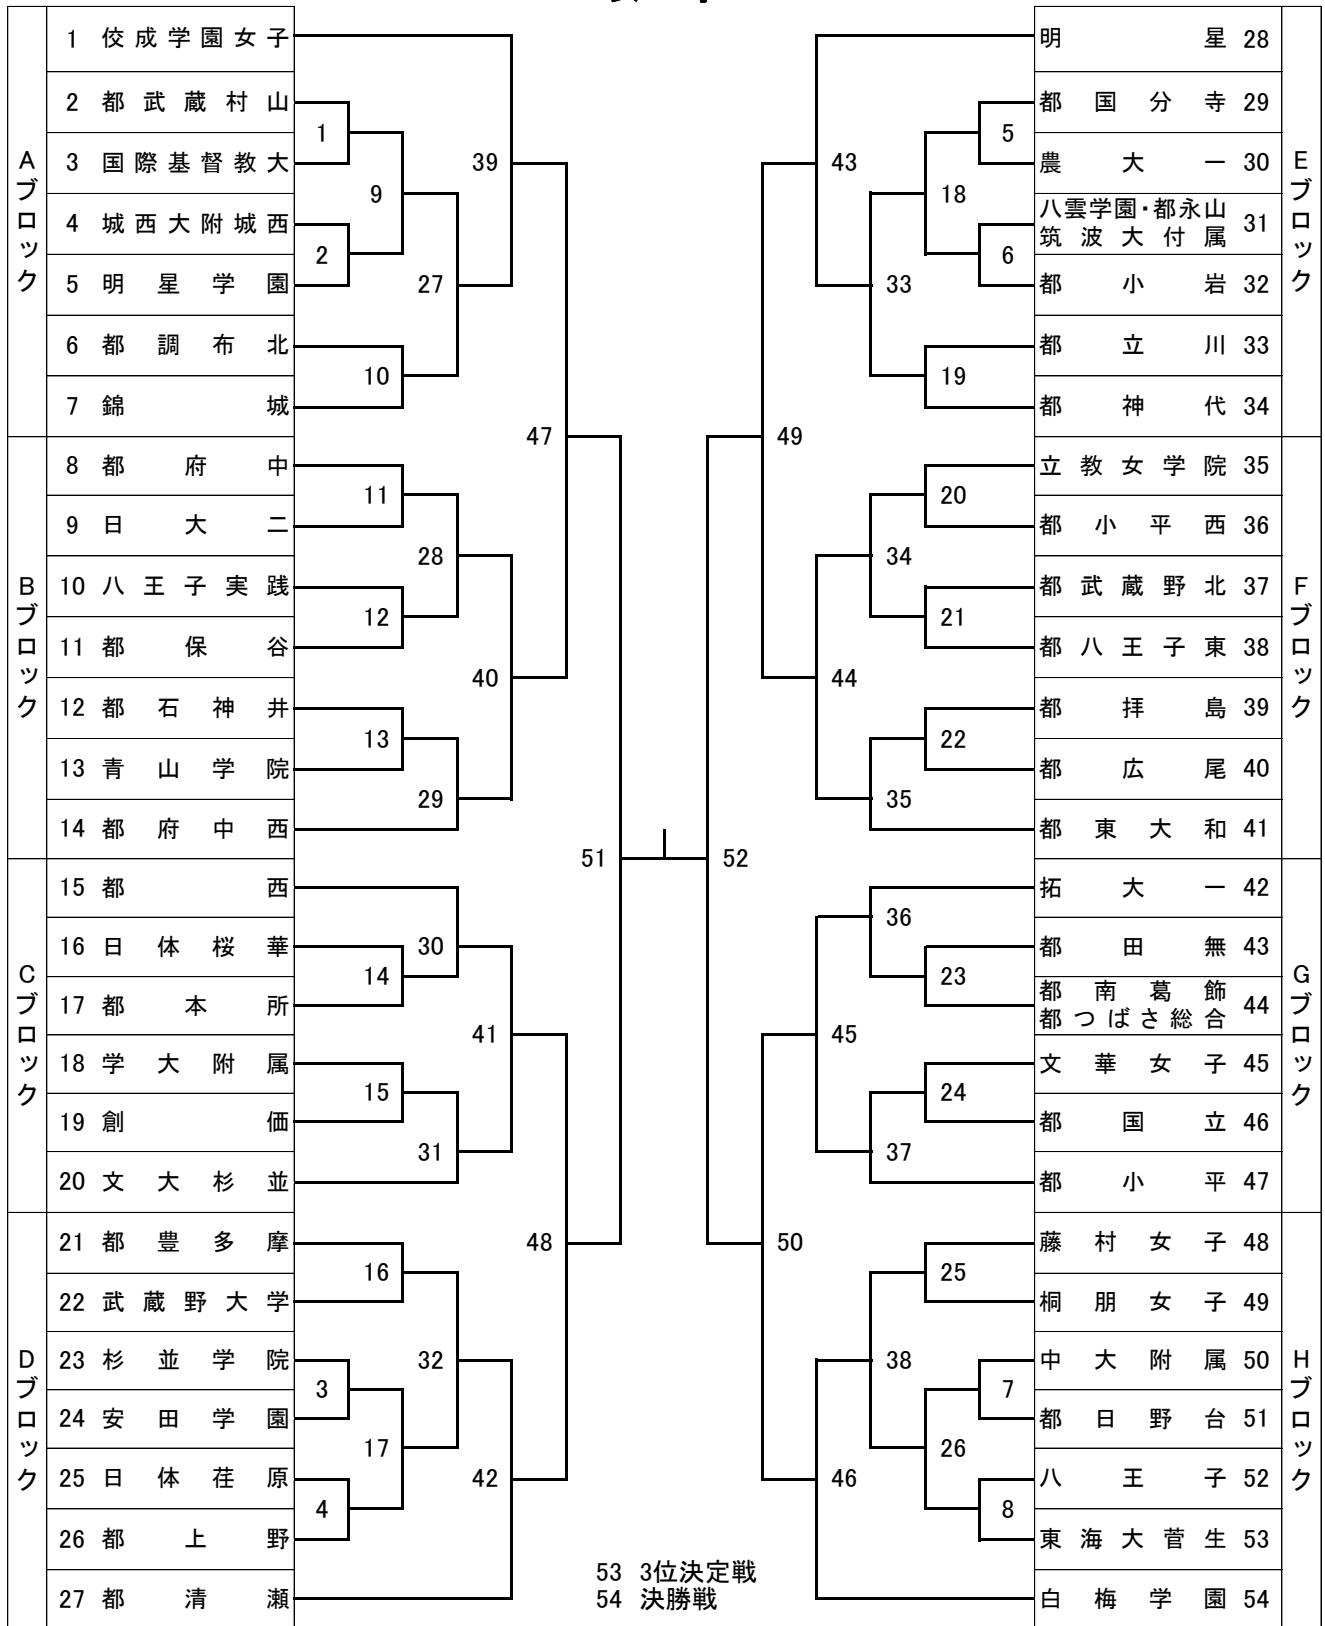 Aブロック
1 佼成学園女子
2 都武蔵村山
3 国際基督教大
4 城西大附城西
5 明星学園
6 都調布北
7 錦城
Bブロック
8 都府中
9 日大二
10 八王子実践
11 都保谷
12 都石神井
13 青山学院
14 都府中西
Cブロック
15 都西
16 日体桜華
17 都本所
18 学大附属
19 創価
20 文大杉並
Dブロック
21 都豊多摩
22 武蔵野大学
23 杉並学院
24 安田学園
25 日体荏原
26 都上野
27 都清瀬
1
2
9
10
27
39
11
12
28
13
29
40
47
14
30
15
31
41
16
3
4
17
32
42
48
51
52
53 3位決定戦
54 決勝戦
43
5
18
6
33
19
49
20
34
21
44
22
35
36
23
45
24
37
50
25
38
7
26
46
8
明星 28
都国分寺 29
農大一 30
八雲学園・都永山
筑波大付属 31
都小岩 32
都立川 33
都神代 34
Eブロック
立教女学院 35
都小平西 36
都武蔵野北 37
都八王子東 38
都拝島 39
都広尾 40
都東大和 41
Fブロック
拓大一 42
都田無 43
都南葛飾
都つばさ総合 44
文華女子 45
都国立 46
都小平 47
Gブロック
藤村女子 48
桐朋女子 49
中大附属 50
都日野台 51
八王子 52
東海大菅生 53
白梅学園 54
Hブロック